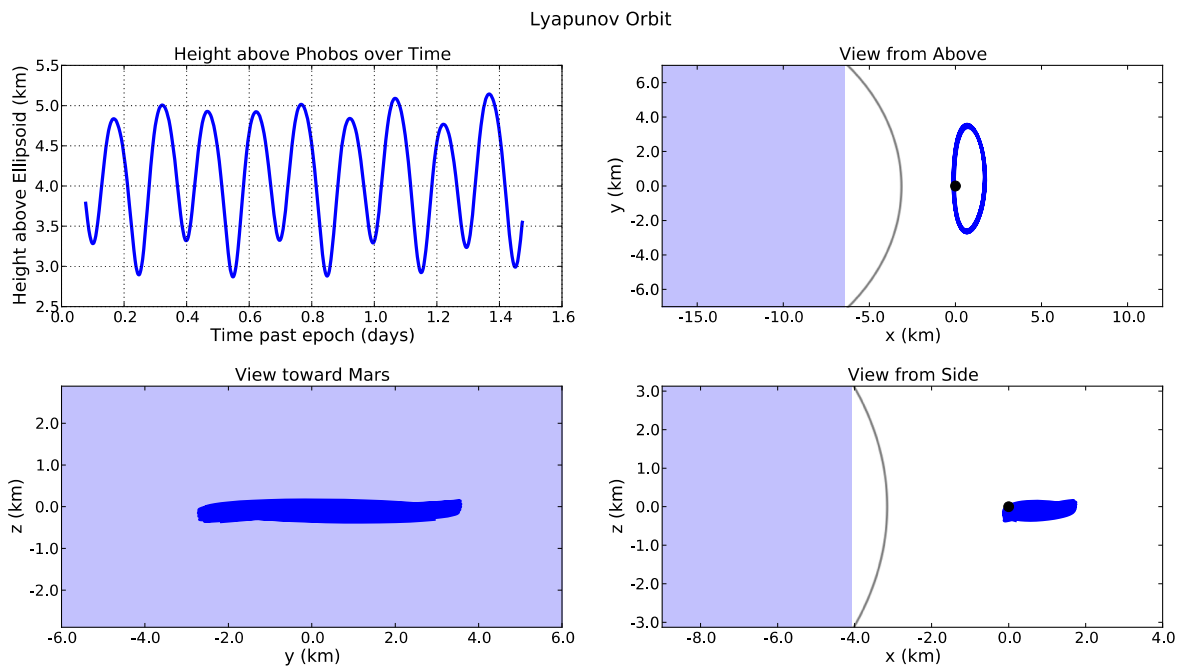 Lyapunov Orbit
Height above Phobos over Time
Height above Ellipsoid (km)
5.5
5.0
4.5
4.0
3.5
3.0
2.5
0.0 0.2 0.4 0.6 0.8 1.0 1.2 1.4 1.6
Time past epoch (days)
View from Above
y (km)
6.0
4.0
2.0
0.0
-2.0
-4.0
-6.0
-15.0 -10.0 -5.0 0.0 5.0 10.0
x (km)
View toward Mars
z (km)
2.0
1.0
0.0
-1.0
-2.0
-6.0 -4.0 -2.0 0.0 2.0 4.0 6.0
y (km)
View from Side
z (km)
3.0
2.0
1.0
0.0
-1.0
-2.0
-3.0
-8.0 -6.0 -4.0 -2.0 0.0 2.0 4.0
x (km)